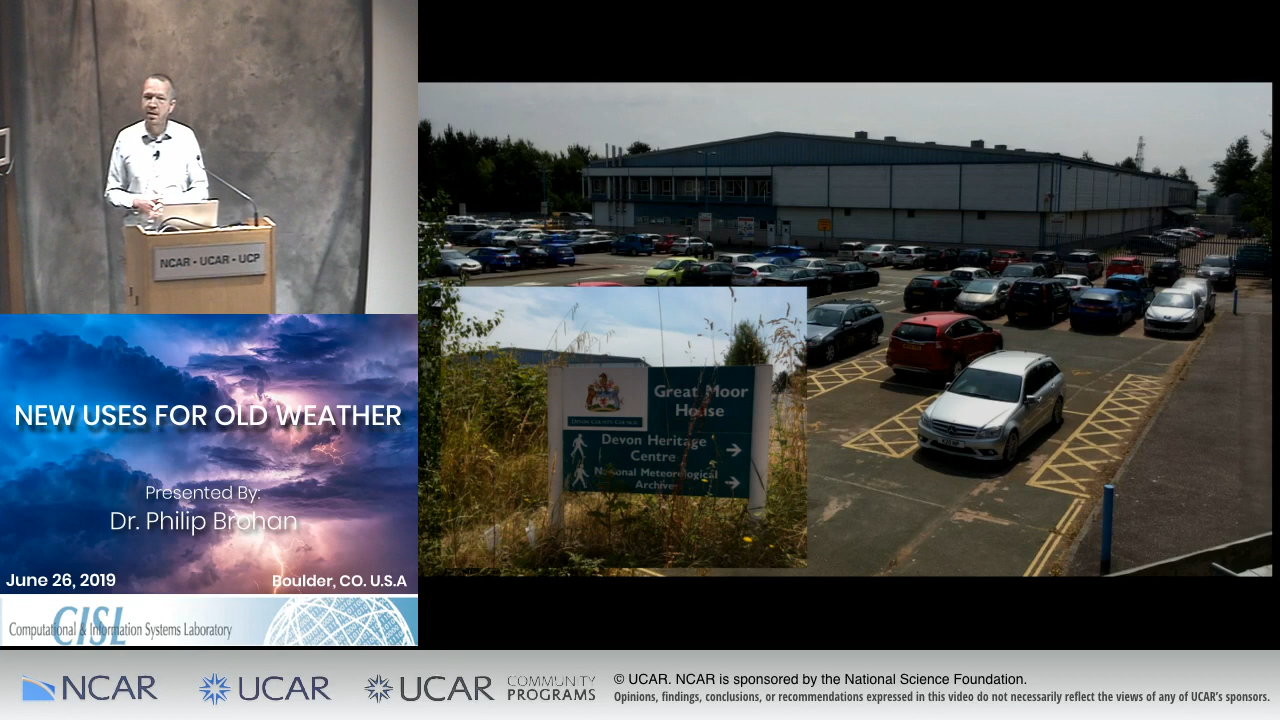 NCAR - UCAR - UCP
NEW USES FOR OLD WEATHER
Presented By:
Dr. Philip Brohan
June 26, 2019
Boulder, CO. U.S.A
CISL
Computational & Information Systems Laboratory
Great Moor
House
DEVON COUNTY COUNCIL
Devon Heritage
Centre
National Meteorological
Archive
NCAR
UCAR
UCAR
COMMUNITY
PROGRAMS
© UCAR. NCAR is sponsored by the National Science Foundation.
Opinions, findings, conclusions, or recommendations expressed in this video do not necessarily reflect the views of any of UCAR's sponsors.